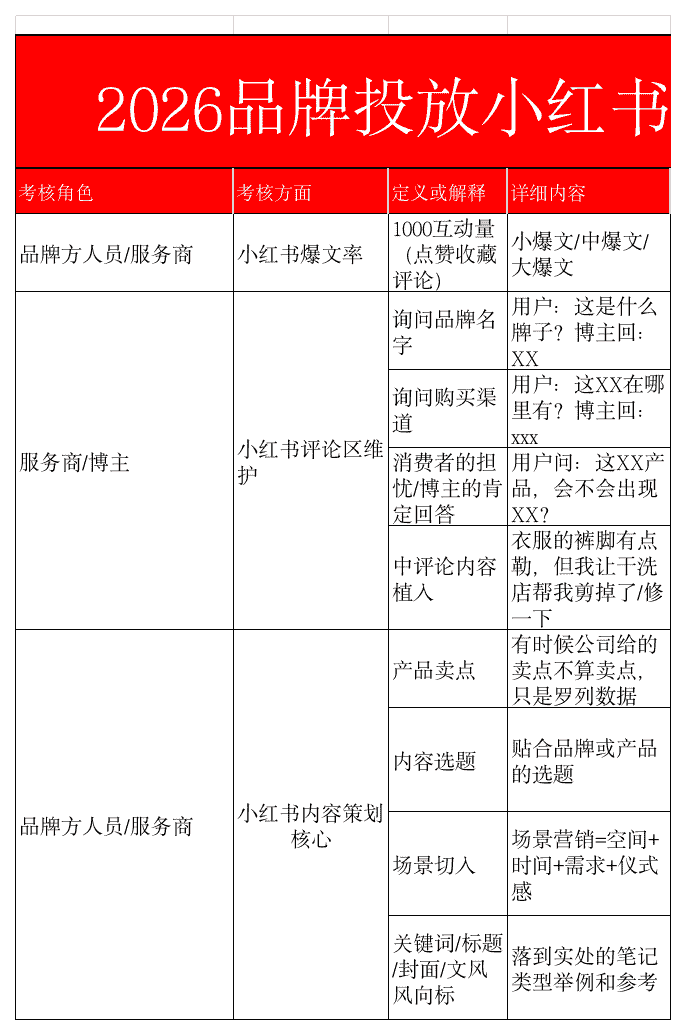 2026品牌投放小红书
考核角色
考核方面
定义或解释
详细内容
品牌方人员/服务商
小红书爆文率
1000互动量
（点赞收藏
评论）
小爆文/中爆文/
大爆文
服务商/博主
小红书评论区维
护
询问品牌名
字
用户：这是什么
牌子？博主回：
XX
询问购买渠
道
用户：这XX在哪
里有？博主回：
xxx
消费者的担
忧/博主的肯
定回答
用户问：这XX产
品，会不会出现
XX？
中评论内容
植入
衣服的裤脚有点
勒，但我让干洗
店帮我剪掉了/修
一下
品牌方人员/服务商
小红书内容策划
核心
产品卖点
有时候公司给的
卖点不算卖点，
只是罗列数据
内容选题
贴合品牌或产品
的选题
场景切入
场景营销=空间+
时间+需求+仪式
感
关键词/标题
/封面/文风
风向标
落到实处的笔记
类型举例和参考